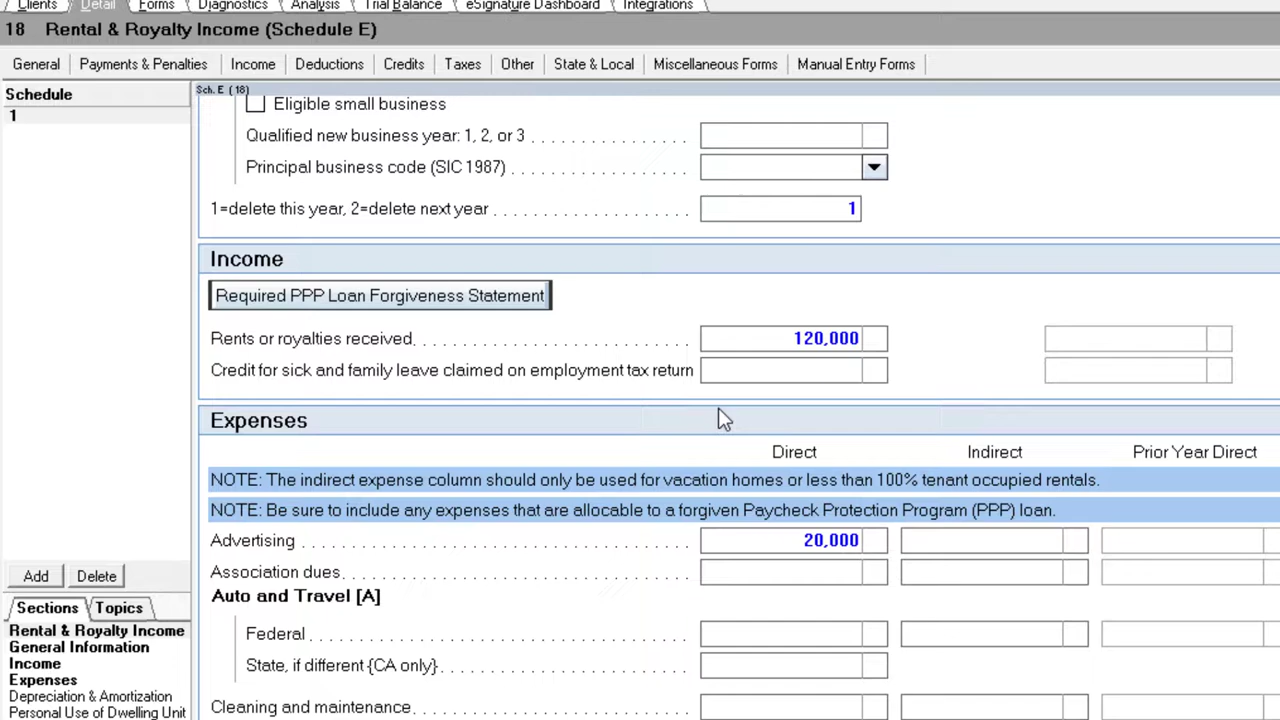 Clients Detail Forms Diagnostics Analysis Trial Balance eSignature Dashboard Integrations
18 Rental & Royalty Income (Schedule E)
General Payments & Penalties Income Deductions Credits Taxes Other State & Local Miscellaneous Forms Manual Entry Forms
Schedule
1
Sch. E (18)
Eligible small business
Qualified new business year: 1, 2, or 3
Principal business code (SIC 1987)
1=delete this year, 2=delete next year 1
Income
Required PPP Loan Forgiveness Statement
Rents or royalties received 120,000
Credit for sick and family leave claimed on employment tax return
Expenses
Direct Indirect Prior Year Direct
NOTE: The indirect expense column should only be used for vacation homes or less than 100% tenant occupied rentals.
NOTE: Be sure to include any expenses that are allocable to a forgiven Paycheck Protection Program (PPP) loan.
Advertising 20,000
Association dues
Auto and Travel [A]
Federal
State, if different {CA only}
Cleaning and maintenance
Add Delete
Sections Topics
Rental & Royalty Income
General Information
Income
Expenses
Depreciation & Amortization
Personal Use of Dwelling Unit